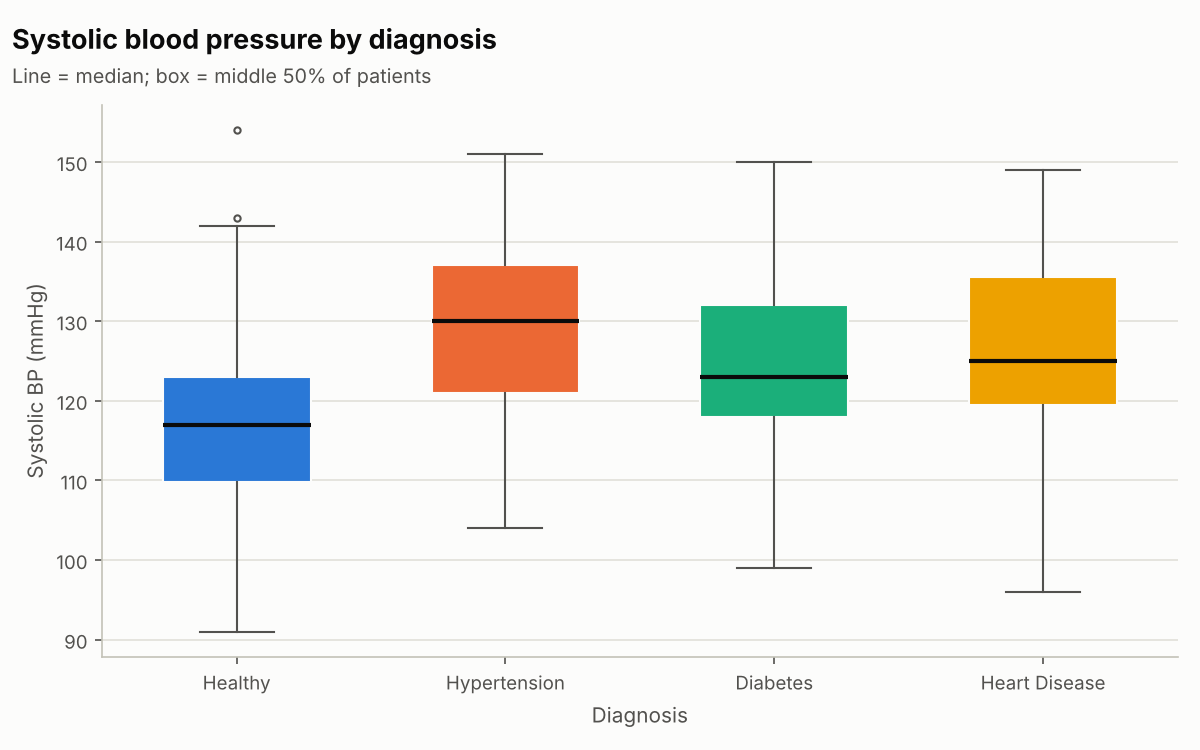 Systolic blood pressure by diagnosis
Line = median; box = middle 50% of patients
150
140
130
120
110
100
90
Systolic BP (mmHg)
Healthy
Hypertension
Diabetes
Heart Disease
Diagnosis